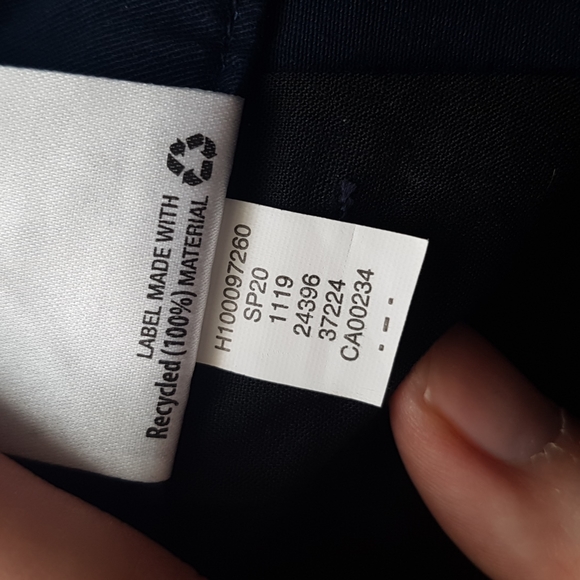 LABEL MADE WITH
Recycled (100%) MATERIAL
H100097260
SP20
1119
24396
37224
CA00234